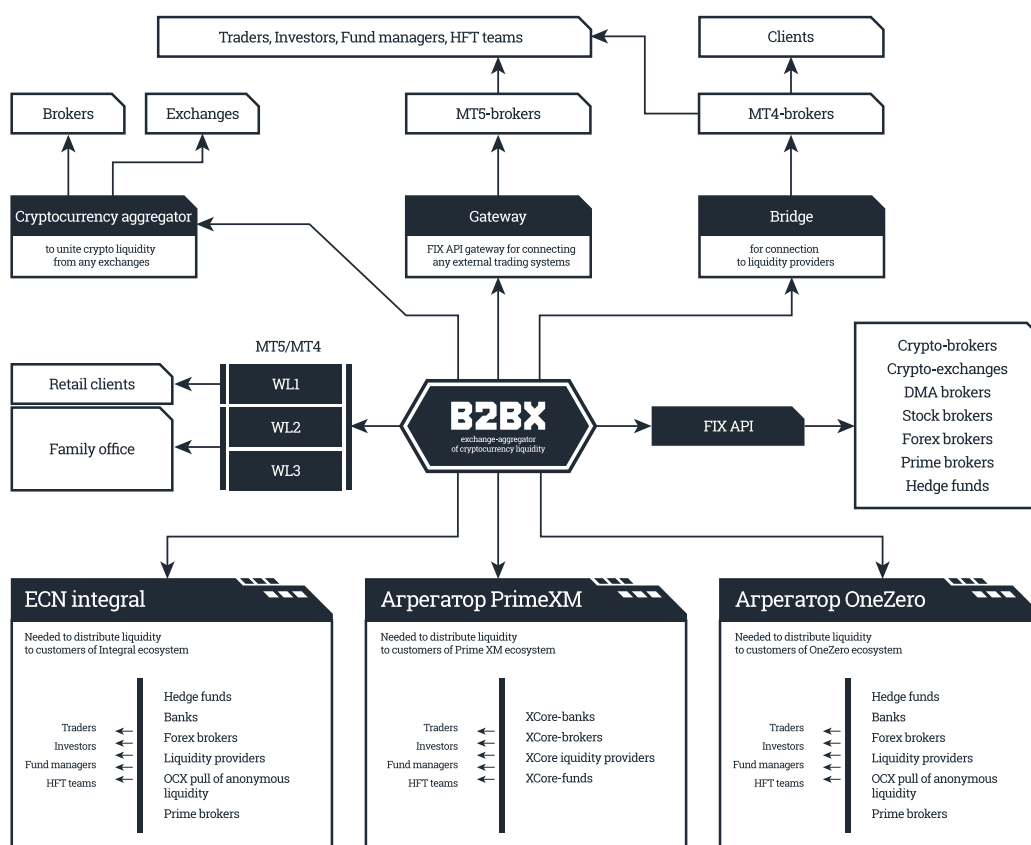 Traders, Investors, Fund managers, HFT teams
Clients
Brokers
Exchanges
MT5-brokers
MT4-brokers
Cryptocurrency aggregator
to unite crypto liquidity
from any exchanges
Gateway
FIX API gateway for connecting
any external trading systems
Bridge
for connection
to liquidity providers
MT5/MT4
Retail clients
Family office
WL1
WL2
WL3
B2BX
exchange-aggregator
of cryptocurrency liquidity
FIX API
Crypto-brokers
Crypto-exchanges
DMA brokers
Stock brokers
Forex brokers
Prime brokers
Hedge funds
ECN integral
Needed to distribute liquidity
to customers of Integral ecosystem
Traders
Investors
Fund managers
HFT teams
Hedge funds
Banks
Forex brokers
Liquidity providers
OCX pull of anonymous
liquidity
Prime brokers
Агрегатор PrimeXM
Needed to distribute liquidity
to customers of Prime XM ecosystem
Traders
Investors
Fund managers
HFT teams
XCore-banks
XCore-brokers
XCore iquidity providers
XCore-funds
Агрегатор OneZero
Needed to distribute liquidity
to customers of OneZero ecosystem
Traders
Investors
Fund managers
HFT teams
Hedge funds
Banks
Forex brokers
Liquidity providers
OCX pull of anonymous
liquidity
Prime brokers